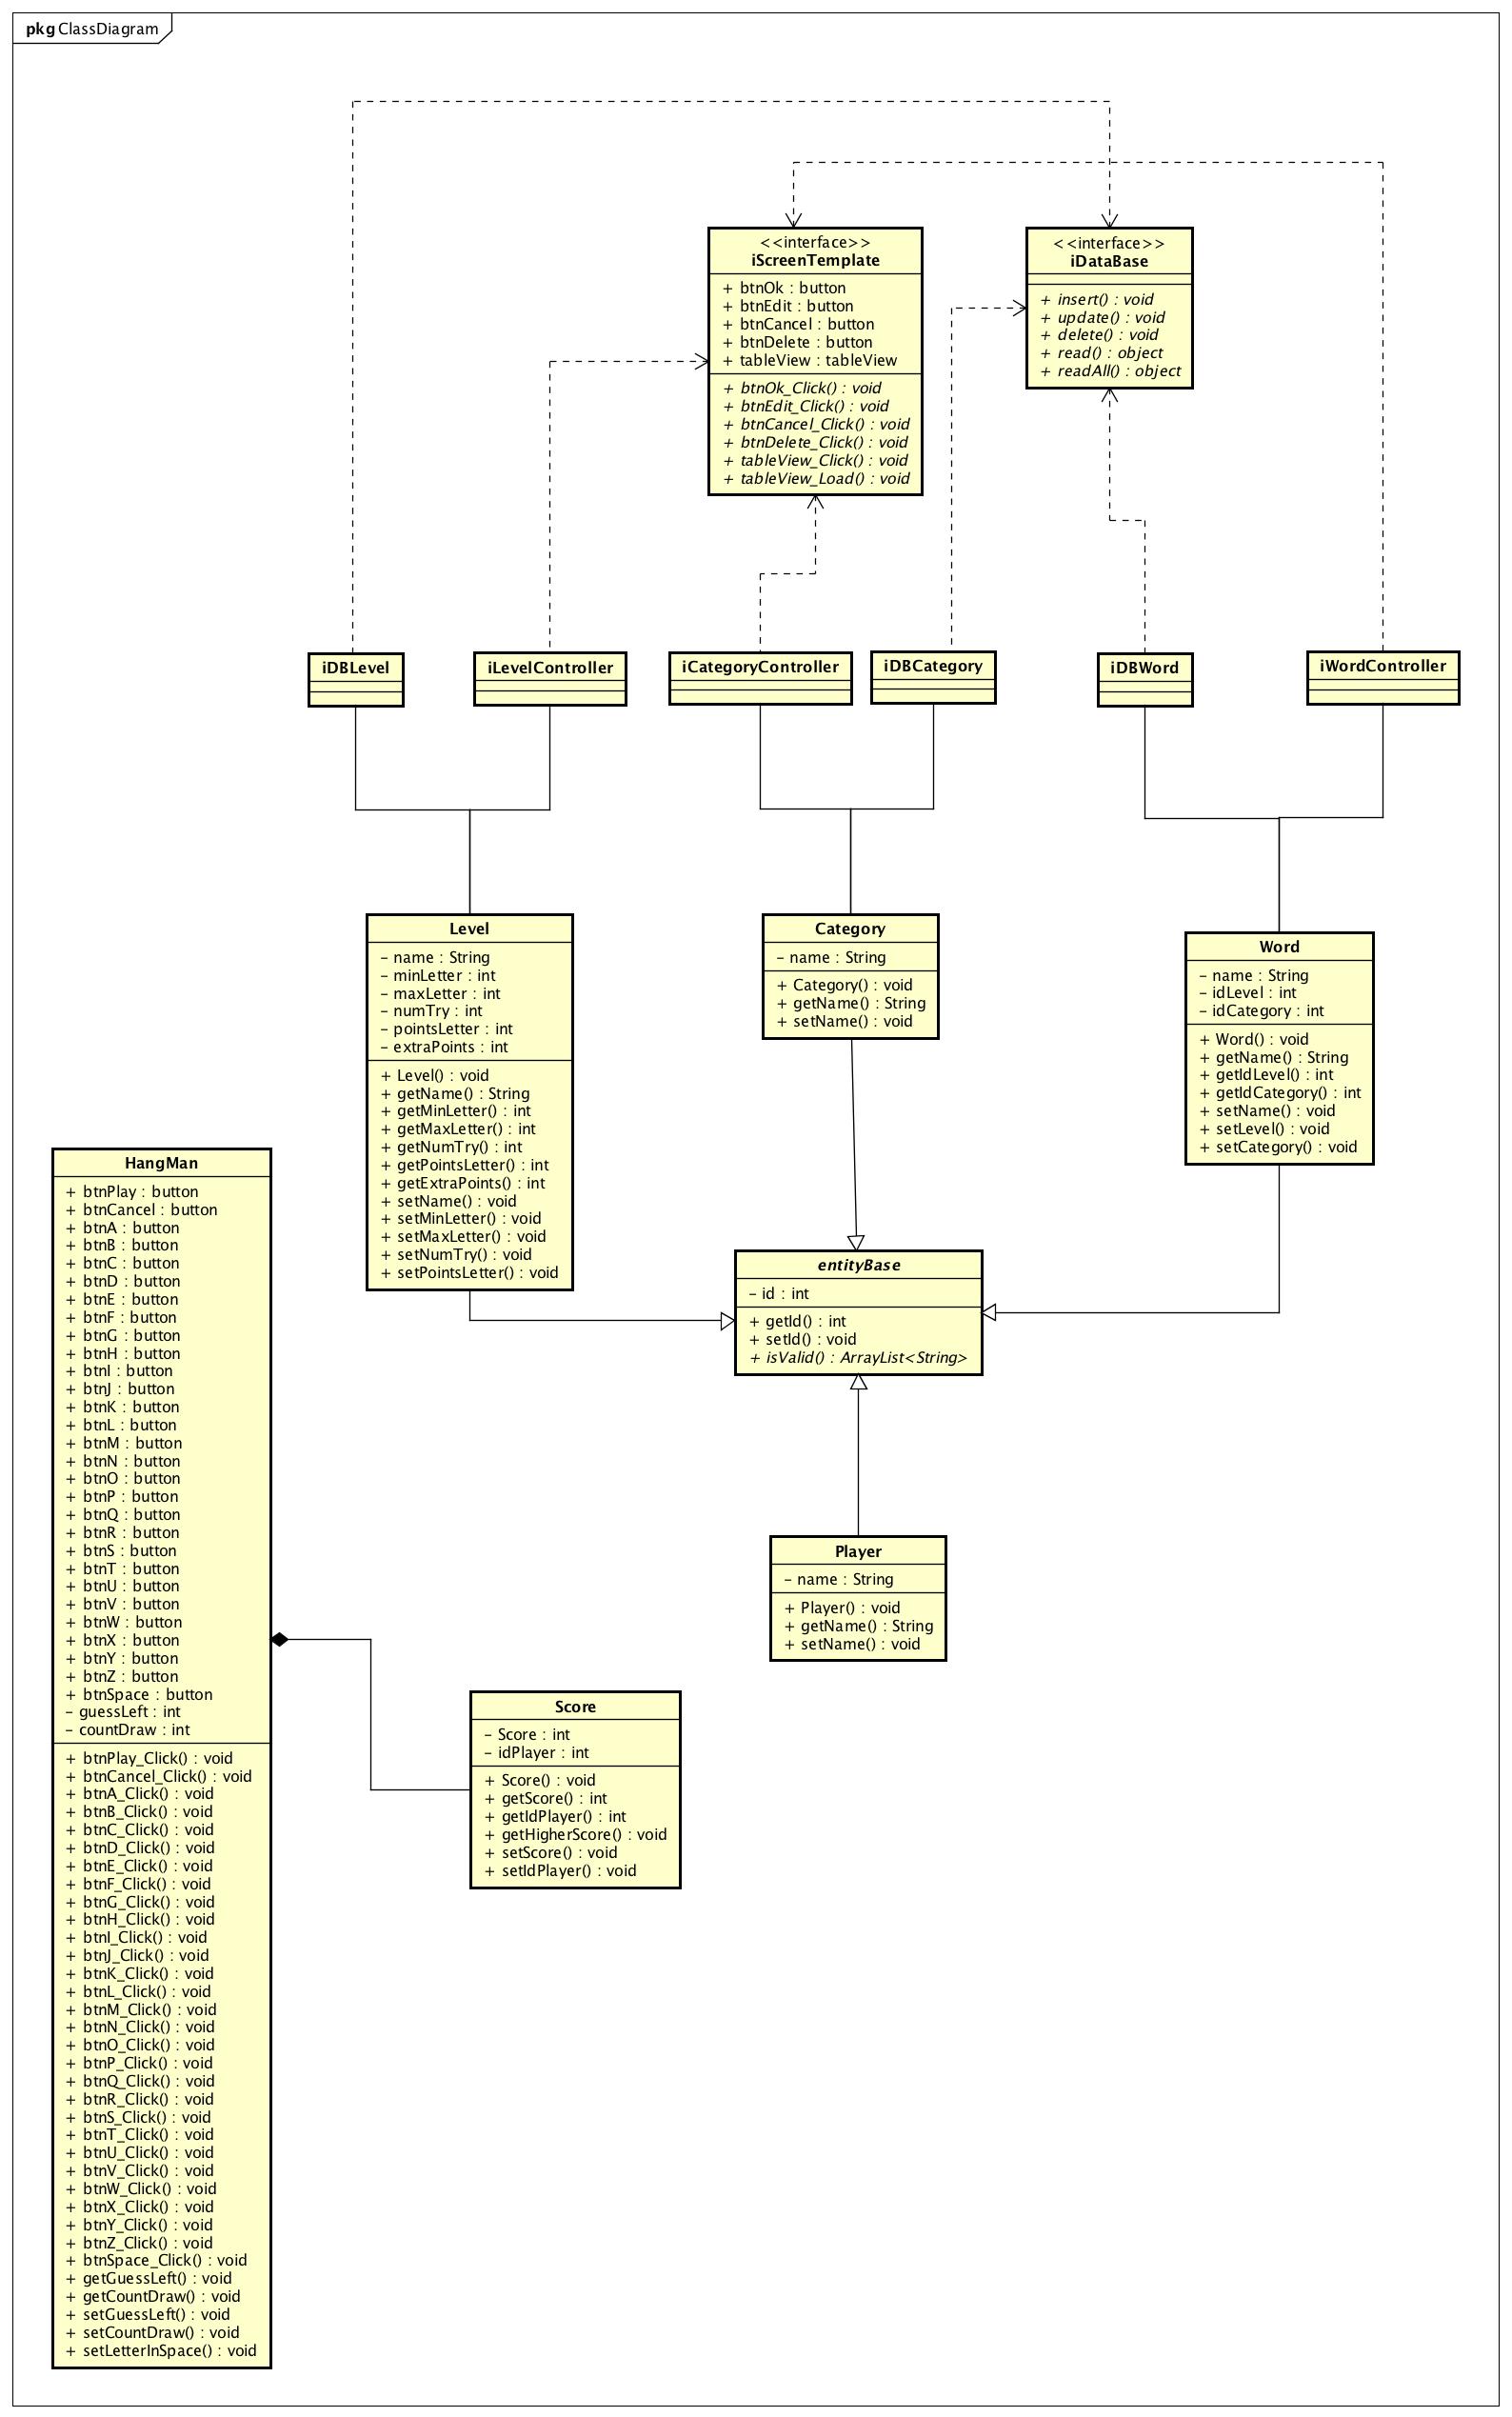 pkg ClassDiagram
<<interface>>
iScreenTemplate
+ btnOk : button
+ btnEdit : button
+ btnCancel : button
+ btnDelete : button
+ tableView : tableView
+ btnOk_Click() : void
+ btnEdit_Click() : void
+ btnCancel_Click() : void
+ btnDelete_Click() : void
+ tableView_Click() : void
+ tableView_Load() : void
<<interface>>
iDataBase
+ insert() : void
+ update() : void
+ delete() : void
+ read() : object
+ readAll() : object
iDBLevel
iLevelController
iCategoryController
iDBCategory
iDBWord
iWordController
Level
– name : String
– minLetter : int
– maxLetter : int
– numTry : int
– pointsLetter : int
– extraPoints : int
+ Level() : void
+ getName() : String
+ getMinLetter() : int
+ getMaxLetter() : int
+ getNumTry() : int
+ getPointsLetter() : int
+ getExtraPoints() : int
+ setName() : void
+ setMinLetter() : void
+ setMaxLetter() : void
+ setNumTry() : void
+ setPointsLetter() : void
Category
– name : String
+ Category() : void
+ getName() : String
+ setName() : void
Word
– name : String
– idLevel : int
– idCategory : int
+ Word() : void
+ getName() : String
+ getIdLevel() : int
+ getIdCategory() : int
+ setName() : void
+ setLevel() : void
+ setCategory() : void
entityBase
– id : int
+ getId() : int
+ setId() : void
+ isValid() : ArrayList<String>
Player
– name : String
+ Player() : void
+ getName() : String
+ setName() : void
HangMan
+ btnPlay : button
+ btnCancel : button
+ btnA : button
+ btnB : button
+ btnC : button
+ btnD : button
+ btnE : button
+ btnF : button
+ btnG : button
+ btnH : button
+ btnI : button
+ btnJ : button
+ btnK : button
+ btnL : button
+ btnM : button
+ btnN : button
+ btnO : button
+ btnP : button
+ btnQ : button
+ btnR : button
+ btnS : button
+ btnT : button
+ btnU : button
+ btnV : button
+ btnW : button
+ btnX : button
+ btnY : button
+ btnZ : button
+ btnSpace : button
– guessLeft : int
– countDraw : int
+ btnPlay_Click() : void
+ btnCancel_Click() : void
+ btnA_Click() : void
+ btnB_Click() : void
+ btnC_Click() : void
+ btnD_Click() : void
+ btnE_Click() : void
+ btnF_Click() : void
+ btnG_Click() : void
+ btnH_Click() : void
+ btnI_Click() : void
+ btnJ_Click() : void
+ btnK_Click() : void
+ btnL_Click() : void
+ btnM_Click() : void
+ btnN_Click() : void
+ btnO_Click() : void
+ btnP_Click() : void
+ btnQ_Click() : void
+ btnR_Click() : void
+ btnS_Click() : void
+ btnT_Click() : void
+ btnU_Click() : void
+ btnV_Click() : void
+ btnW_Click() : void
+ btnX_Click() : void
+ btnY_Click() : void
+ btnZ_Click() : void
+ btnSpace_Click() : void
+ getGuessLeft() : void
+ getCountDraw() : void
+ setGuessLeft() : void
+ setCountDraw() : void
+ setLetterInSpace() : void
Score
– Score : int
– idPlayer : int
+ Score() : void
+ getScore() : int
+ getIdPlayer() : int
+ getHigherScore() : void
+ setScore() : void
+ setIdPlayer() : void